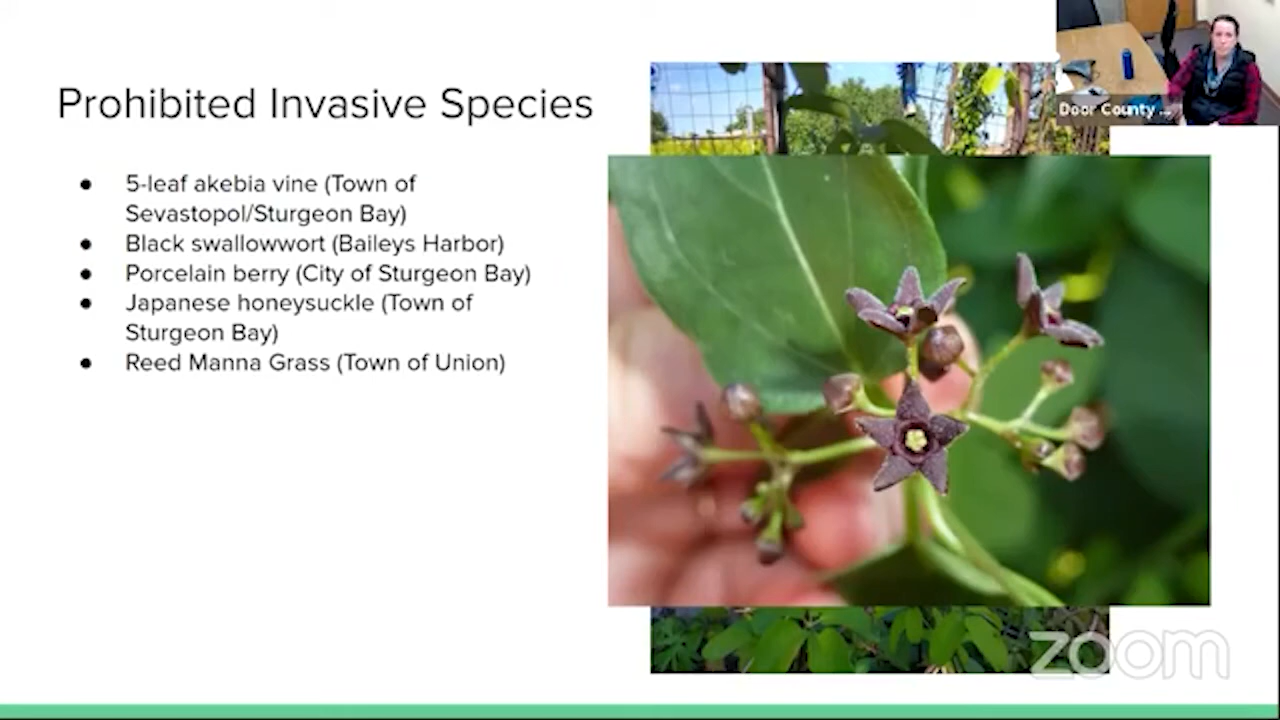 Prohibited Invasive Species
● 5-leaf akebia vine (Town of
Sevastopol/Sturgeon Bay)
● Black swallowwort (Baileys Harbor)
● Porcelain berry (City of Sturgeon Bay)
● Japanese honeysuckle (Town of
Sturgeon Bay)
● Reed Manna Grass (Town of Union)
Door County ...
zoom